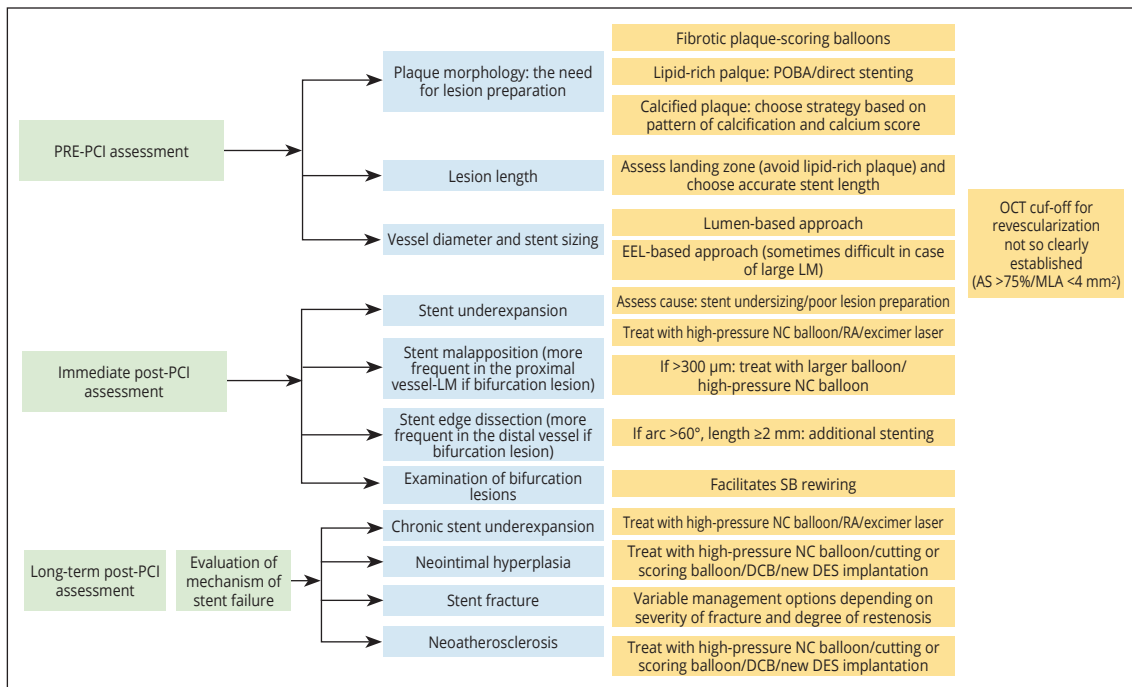 PRE-PCI assessment
Plaque morphology: the need
for lesion preparation
Fibrotic plaque-scoring balloons
Lipid-rich palque: POBA/direct stenting
Calcified plaque: choose strategy based on
pattern of calcification and calcium score
Lesion length
Assess landing zone (avoid lipid-rich plaque) and
choose accurate stent length
Vessel diameter and stent sizing
Lumen-based approach
EEL-based approach (sometimes difficult in case
of large LM)
OCT cuf-off for
revescularization
not so clearly
established
(AS >75%/MLA <4 mm²)
Immediate post-PCI
assessment
Stent underexpansion
Assess cause: stent undersizing/poor lesion preparation
Treat with high-pressure NC balloon/RA/excimer laser
Stent malapposition (more
frequent in the proximal
vessel-LM if bifurcation lesion)
If >300 µm: treat with larger balloon/
high-pressure NC balloon
Stent edge dissection (more
frequent in the distal vessel if
bifurcation lesion)
If arc >60°, length ≥2 mm: additional stenting
Examination of bifurcation
lesions
Facilitates SB rewiring
Long-term post-PCI
assessment
Evaluation of
mechanism of
stent failure
Chronic stent underexpansion
Treat with high-pressure NC balloon/RA/excimer laser
Neointimal hyperplasia
Treat with high-pressure NC balloon/cutting or
scoring balloon/DCB/new DES implantation
Stent fracture
Variable management options depending on
severity of fracture and degree of restenosis
Neoatherosclerosis
Treat with high-pressure NC balloon/cutting or
scoring balloon/DCB/new DES implantation